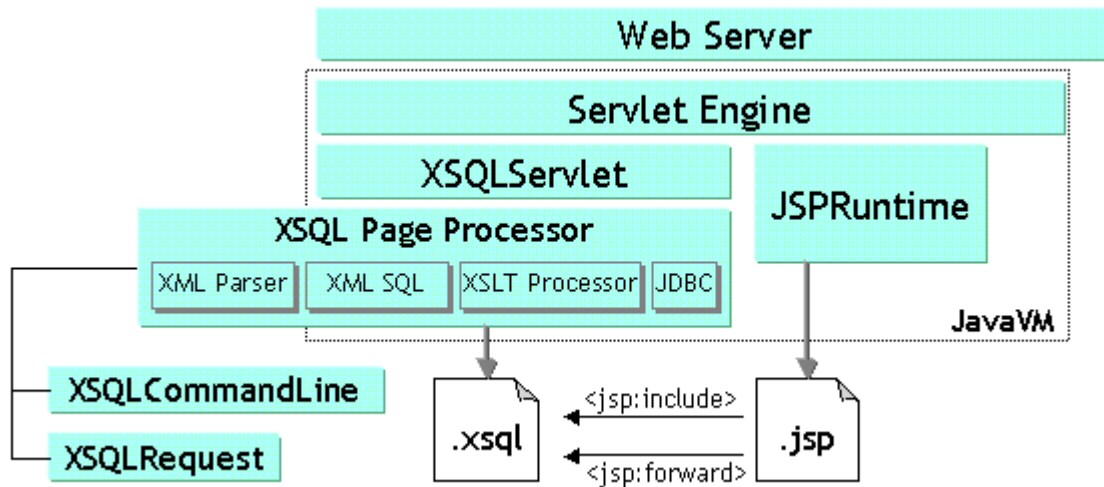 Web Server
Servlet Engine
XSQLServlet
JSPRuntime
XSQL Page Processor
XML Parser
XML SQL
XSLT Processor
JDBC
JavaVM
XSQLCommandLine
XSQLRequest
.xsql
<jsp:include>
<jsp:forward>
.jsp